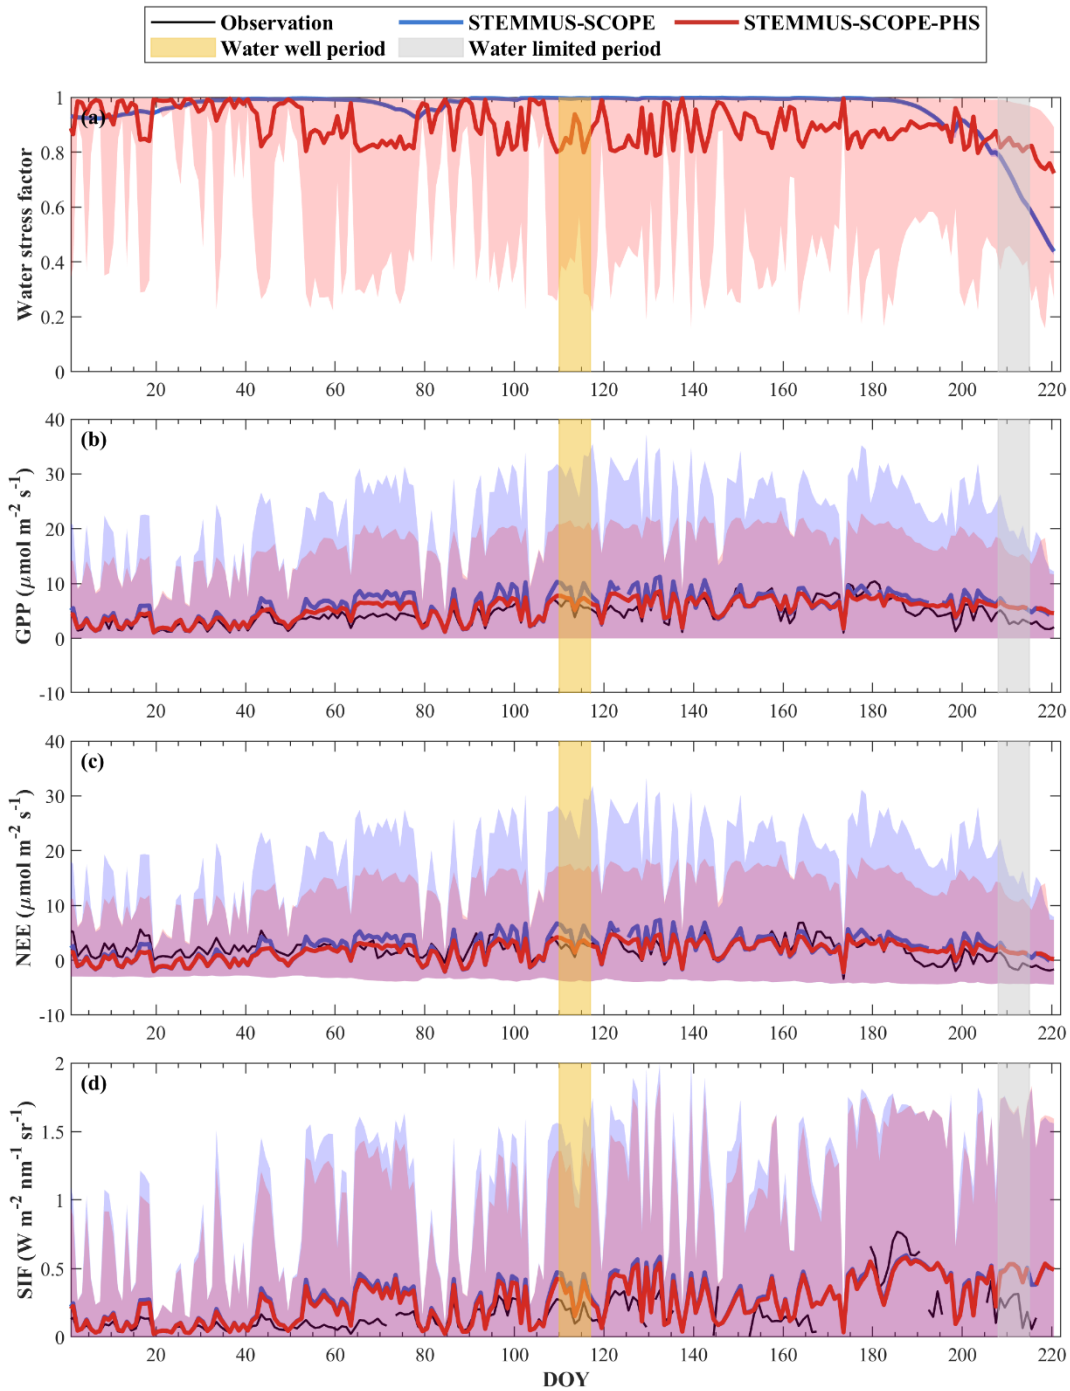 Observation STEMMUS-SCOPE STEMMUS-SCOPE-PHS
Water well period Water limited period
(a)
Water stress factor
1
0.8
0.6
0.4
0.2
0
20 40 60 80 100 120 140 160 180 200 220
(b)
GPP (μmol m-2 s-1)
40
30
20
10
0
-10
20 40 60 80 100 120 140 160 180 200 220
(c)
NEE (μmol m-2 s-1)
40
30
20
10
0
-10
20 40 60 80 100 120 140 160 180 200 220
(d)
SIF (W m-2 nm-1 sr-1)
2
1.5
1
0.5
0
20 40 60 80 100 120 140 160 180 200 220
DOY